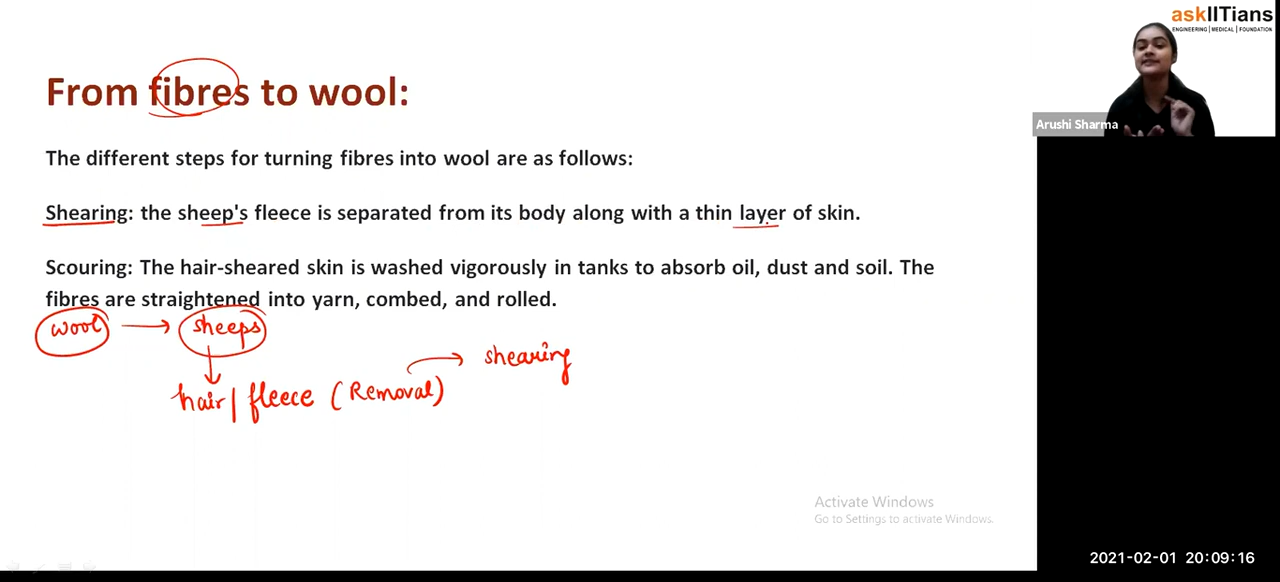 askIITians
ENGINEERING | MEDICAL | FOUNDATION
Arushi Sharma
From fibres to wool:
The different steps for turning fibres into wool are as follows:
Shearing: the sheep's fleece is separated from its body along with a thin layer of skin.
Scouring: The hair-sheared skin is washed vigorously in tanks to absorb oil, dust and soil. The
fibres are straightened into yarn, combed, and rolled.
wool → sheeps
hair/fleece (Removal) → shearing
Activate Windows
Go to Settings to activate Windows.
2021-02-01 20:09:16